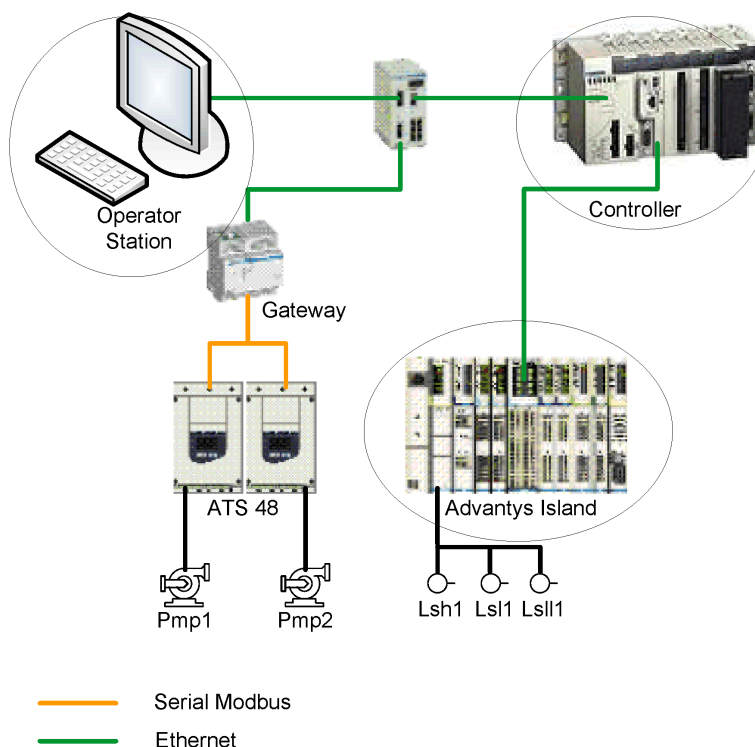 Operator
Station
Controller
Gateway
ATS 48
Advantys Island
Pmp1
Pmp2
Lsh1
Lsl1
Lsll1
Serial Modbus
Ethernet